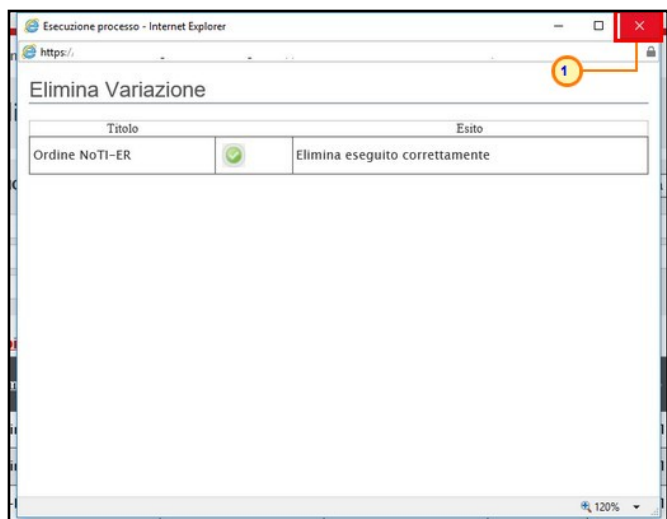 Esecuzione processo - Internet Explorer
https:/
1
Elimina Variazione
Titolo Esito
Ordine NoTI-ER Elimina eseguito correttamente
120%